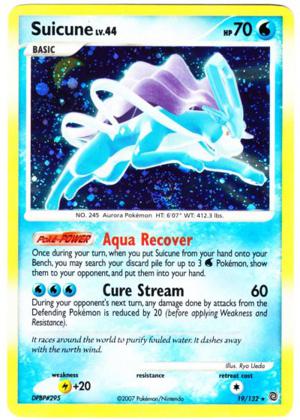 Suicune LV.44 HP 70
BASIC
NO. 245 Aurora Pokémon HT: 6'07" WT: 412.3 lbs.
POKé-POWER Aqua Recover
Once during your turn, when you put Suicune from your hand onto your
Bench, you may search your discard pile for up to 3 Pokémon, show
them to your opponent, and put them into your hand.
Cure Stream 60
During your opponent's next turn, any damage done by attacks from the
Defending Pokémon is reduced by 20 (before applying Weakness and
Resistance).
It races around the world to purify fouled water. It dashes away
with the north wind.
Illus. Ryo Ueda
weakness resistance retreat cost
+20
DPBP#295 ©2007 Pokémon/Nintendo 19/132 ★